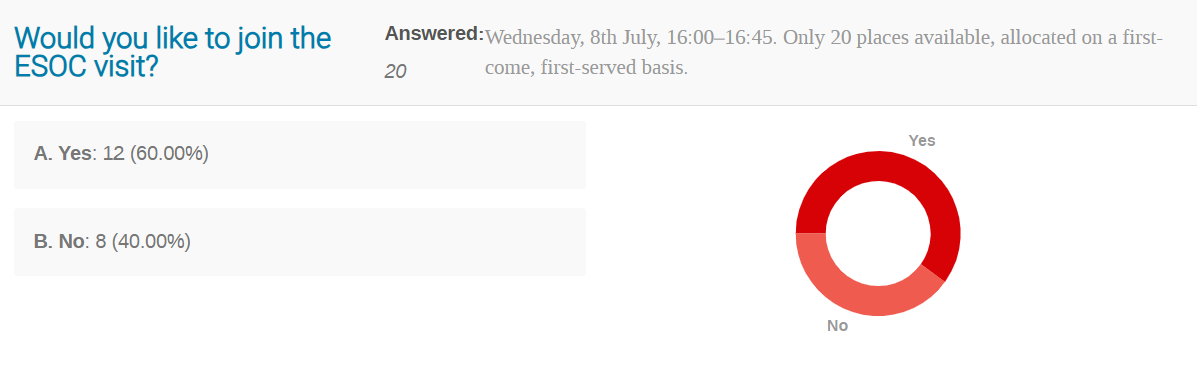 Would you like to join the
ESOC visit?
Answered:
20
Wednesday, 8th July, 16:00–16:45. Only 20 places available, allocated on a first-
come, first-served basis.
A. Yes: 12 (60.00%)
B. No: 8 (40.00%)
Yes
No